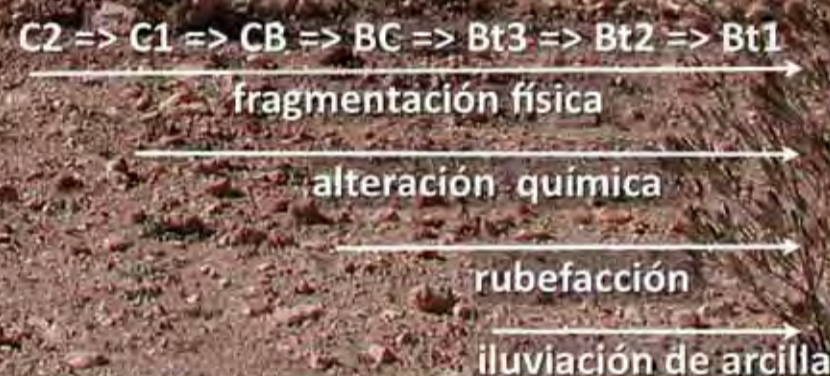 C2 => C1 => CB => BC => Bt3 => Bt2 => Bt1
fragmentación física
alteración química
rubefacción
iluviación de arcilla